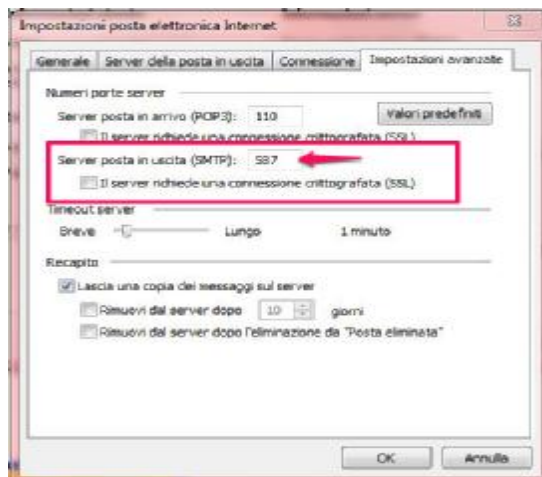 Impostazioni posta elettronica Internet
Generale Server della posta in uscita Connessione Impostazioni avanzate
Numeri porte server
Server posta in arrivo (POP3): 110 Valori predefiniti
Il server richiede una connessione crittografata (SSL)
Server posta in uscita (SMTP): 587
Il server richiede una connessione crittografata (SSL)
Timeout server
Breve Lungo 1 minuto
Recapito
Lascia una copia dei messaggi sul server
Rimuovi dal server dopo 10 giorni
Rimuovi dal server dopo l'eliminazione da "Posta eliminata"
OK Annulla